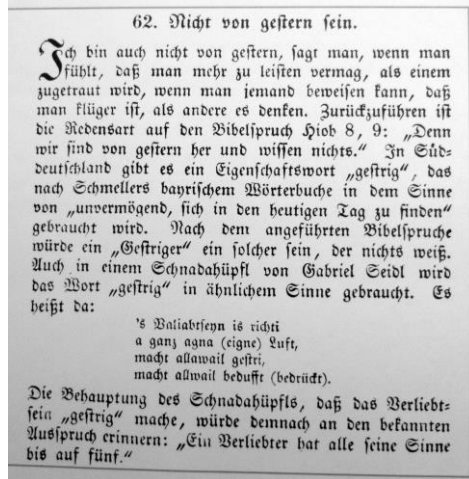 62. Nicht von gestern sein.
Ich bin auch nicht von gestern, sagt man, wenn man
fühlt, daß man mehr zu leisten vermag, als einem
zugetraut wird, wenn man jemand beweisen kann, daß
man klüger ist, als andere es denken. Zurückzuführen ist
die Redensart auf den Bibelspruch Hiob 8, 9: „Denn
wir sind von gestern her und wissen nichts.“ In Süd-
deutschland gibt es ein Eigenschaftswort „gestrig“, das
nach Schmellers bayrischem Wörterbuche in dem Sinne
von „unvermögend, sich in den heutigen Tag zu finden“
gebraucht wird. Nach dem angeführten Bibelspruche
würde ein „Gestriger“ ein solcher sein, der nichts weiß.
Auch in einem Schnadahüpfl von Gabriel Seidl wird
das Wort „gestrig“ in ähnlichem Sinne gebraucht. Es
heißt da:
's Valiabtseyn is richti
a ganz agna (eigne) Luft,
macht allawail gestri,
macht allwail bedufft (bedrückt).
Die Behauptung des Schnadahüpfls, daß das Verliebt-
sein „gestrig“ mache, würde demnach an den bekannten
Ausspruch erinnern: „Ein Verliebter hat alle seine Sinne
bis auf fünf.“